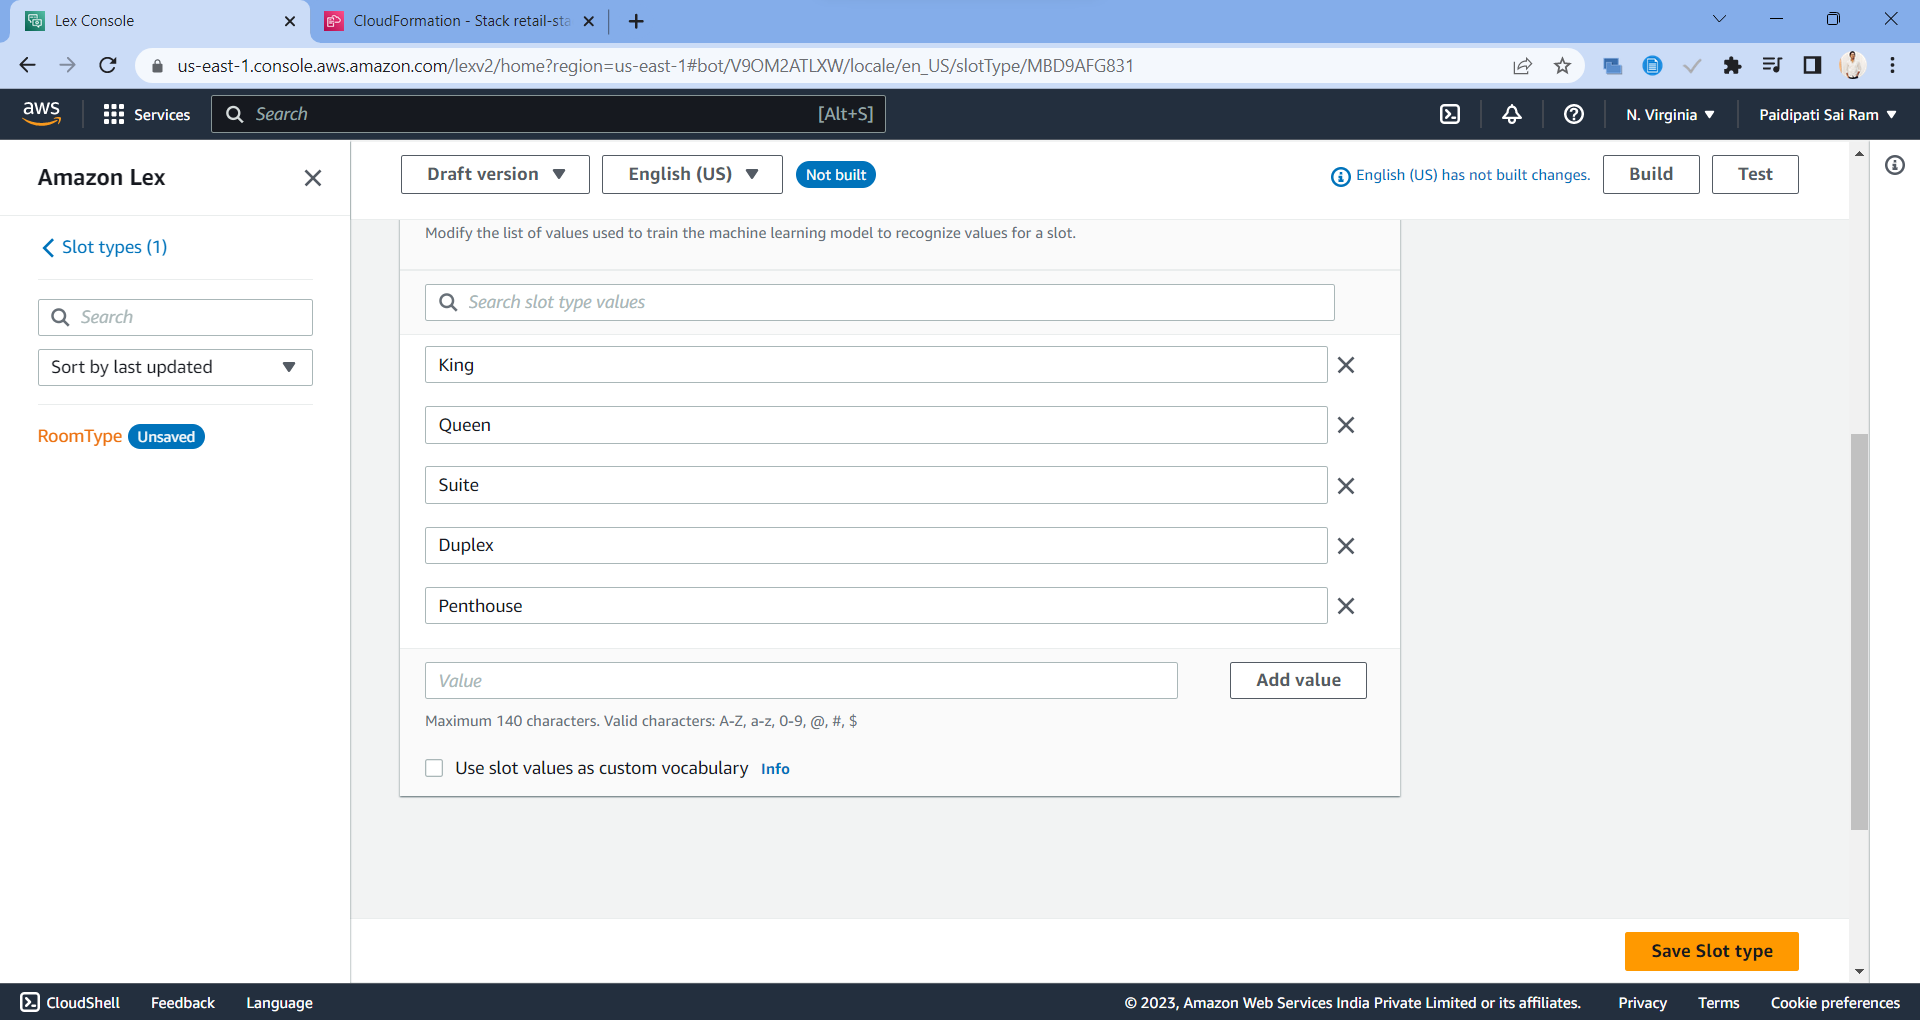 Lex Console
CloudFormation - Stack retail-sta
us-east-1.console.aws.amazon.com/lexv2/home?region=us-east-1#bot/V9OM2ATLXW/locale/en_US/slotType/MBD9AFG831
aws
Services
Search
[Alt+S]
N. Virginia
Paidipati Sai Ram
Amazon Lex
Draft version
English (US)
Not built
English (US) has not built changes.
Build
Test
Slot types (1)
Search
Sort by last updated
RoomType
Unsaved
Modify the list of values used to train the machine learning model to recognize values for a slot.
Search slot type values
King
Queen
Suite
Duplex
Penthouse
Value
Add value
Maximum 140 characters. Valid characters: A-Z, a-z, 0-9, @, #, $
Use slot values as custom vocabulary
Info
Save Slot type
CloudShell
Feedback
Language
© 2023, Amazon Web Services India Private Limited or its affiliates.
Privacy
Terms
Cookie preferences